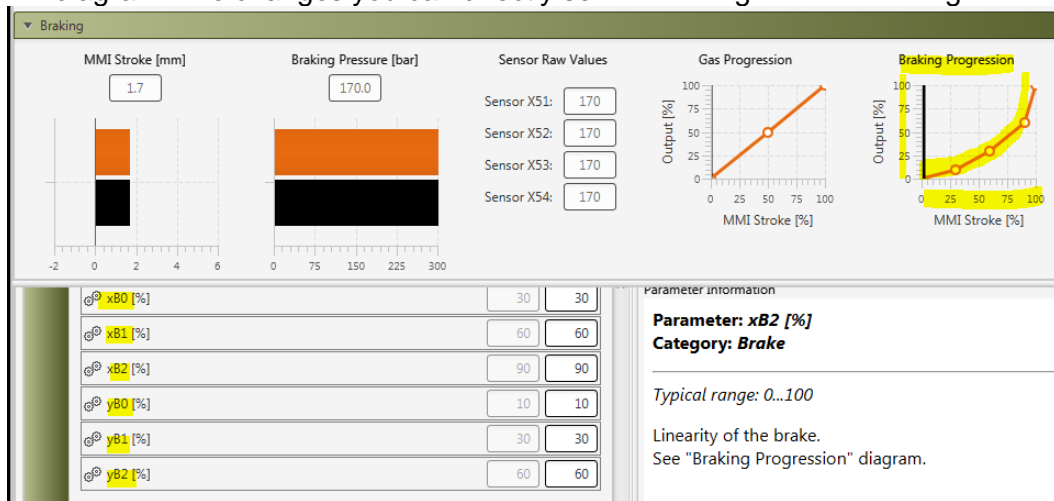 changes you can directly
Braking
MMI Stroke [mm]
1.7
-2 0 2 4 6
Braking Pressure [bar]
170.0
0 75 150 225 300
Sensor Raw Values
Sensor X51: 170
Sensor X52: 170
Sensor X53: 170
Sensor X54: 170
Gas Progression
Output [%]
100
75
50
25
0
0 25 50 75 100
MMI Stroke [%]
Braking Progression
Output [%]
100
75
50
25
0
0 25 50 75 100
MMI Stroke [%]
xB0 [%] 30 30
xB1 [%] 60 60
xB2 [%] 90 90
yB0 [%] 10 10
yB1 [%] 30 30
yB2 [%] 60 60
Parameter Information
Parameter: xB2 [%]
Category: Brake
Typical range: 0...100
Linearity of the brake.
See "Braking Progression" diagram.